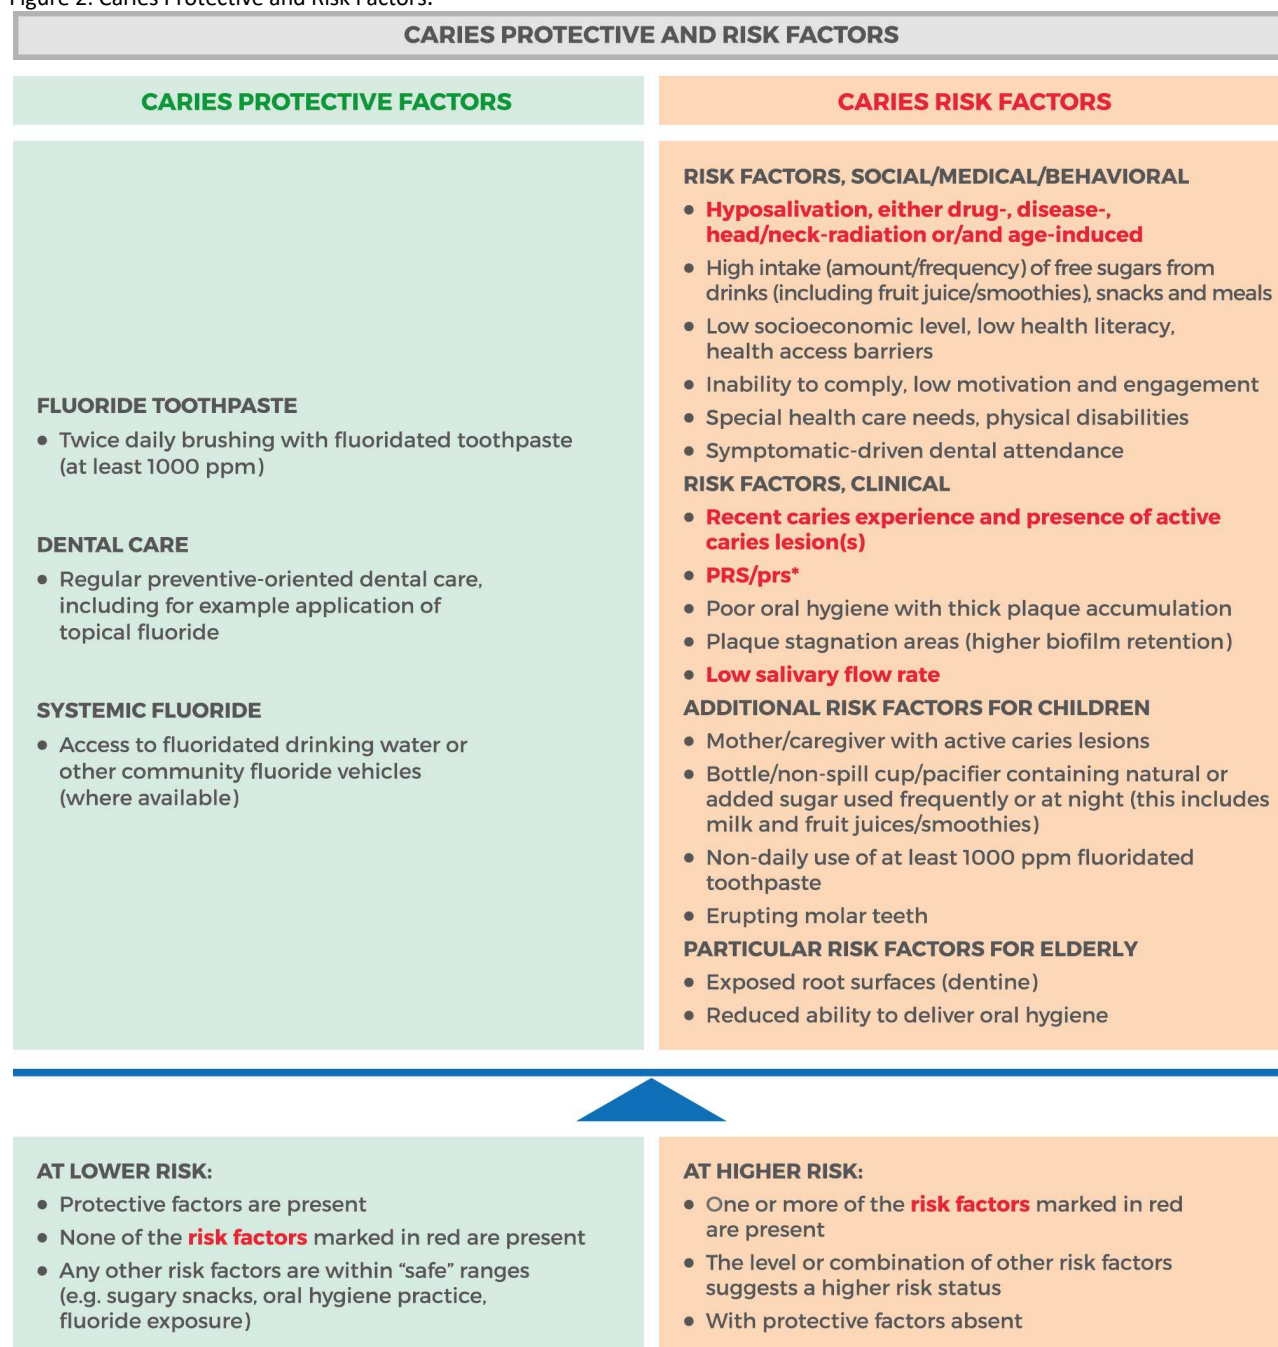 Figure 2. Caries Protective and Risk Factors.
CARIES PROTECTIVE AND RISK FACTORS
CARIES PROTECTIVE FACTORS
FLUORIDE TOOTHPASTE
• Twice daily brushing with fluoridated toothpaste
(at least 1000 ppm)
DENTAL CARE
• Regular preventive-oriented dental care,
including for example application of
topical fluoride
SYSTEMIC FLUORIDE
• Access to fluoridated drinking water or
other community fluoride vehicles
(where available)
CARIES RISK FACTORS
RISK FACTORS, SOCIAL/MEDICAL/BEHAVIORAL
• Hyposalivation, either drug-, disease-,
head/neck-radiation or/and age-induced
• High intake (amount/frequency) of free sugars from
drinks (including fruit juice/smoothies), snacks and meals
• Low socioeconomic level, low health literacy,
health access barriers
• Inability to comply, low motivation and engagement
• Special health care needs, physical disabilities
• Symptomatic-driven dental attendance
RISK FACTORS, CLINICAL
• Recent caries experience and presence of active
caries lesion(s)
• PRS/prs*
• Poor oral hygiene with thick plaque accumulation
• Plaque stagnation areas (higher biofilm retention)
• Low salivary flow rate
ADDITIONAL RISK FACTORS FOR CHILDREN
• Mother/caregiver with active caries lesions
• Bottle/non-spill cup/pacifier containing natural or
added sugar used frequently or at night (this includes
milk and fruit juices/smoothies)
• Non-daily use of at least 1000 ppm fluoridated
toothpaste
• Erupting molar teeth
PARTICULAR RISK FACTORS FOR ELDERLY
• Exposed root surfaces (dentine)
• Reduced ability to deliver oral hygiene
AT LOWER RISK:
• Protective factors are present
• None of the risk factors marked in red are present
• Any other risk factors are within “safe” ranges
(e.g. sugary snacks, oral hygiene practice,
fluoride exposure)
AT HIGHER RISK:
• One or more of the risk factors marked in red
are present
• The level or combination of other risk factors
suggests a higher risk status
• With protective factors absent